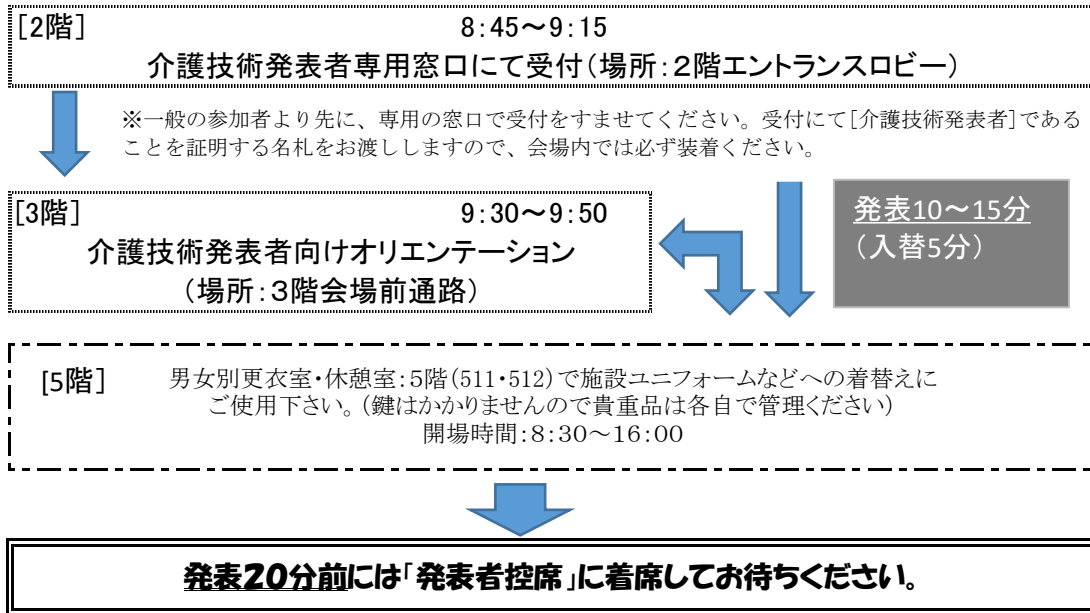 [2階] 8:45～9:15
介護技術発表者専用窓口にて受付(場所:2階エントランスロビー)
※一般の参加者より先に、専用の窓口で受付をすませてください。受付にて[介護技術発表者]である
ことを証明する名札をお渡ししますので、会場内では必ず装着ください。
[3階] 9:30～9:50
介護技術発表者向けオリエンテーション
(場所:3階会場前通路)
発表10～15分
(入替5分)
[5階] 男女別更衣室・休憩室:5階(511・512)で施設ユニフォームなどへの着替えに
ご使用下さい。(鍵はかかりませんので貴重品は各自で管理ください)
開場時間:8:30～16:00
発表20分前には「発表者控席」に着席してお待ちください。